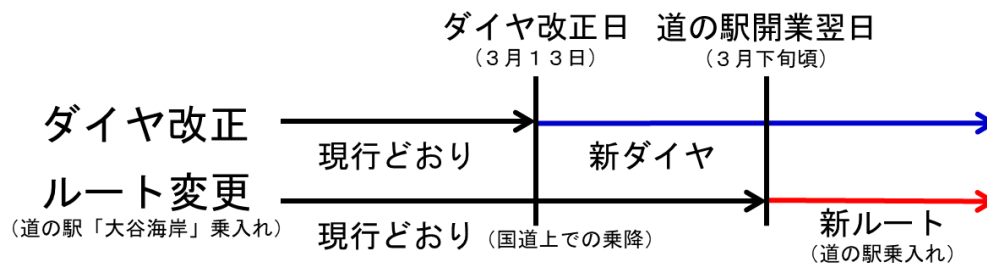 ダイヤ改正日
（３月１３日）
道の駅開業翌日
（３月下旬頃）
ダイヤ改正
現行どおり
新ダイヤ
ルート変更
（道の駅「大谷海岸」乗入れ）
現行どおり（国道上での乗降）
新ルート
（道の駅乗入れ）